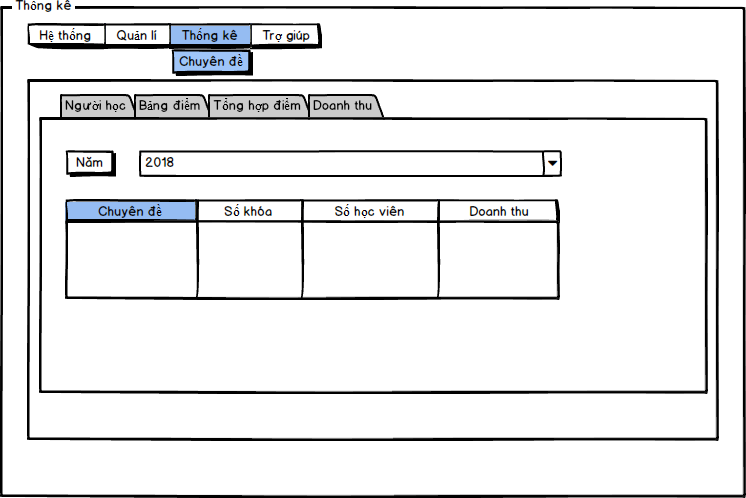 Thống kê
Hệ thống Quản lí Thống kê Trợ giúp
Chuyên đề
Người học Bảng điểm Tổng hợp điểm Doanh thu
Năm 2018
Chuyên đề Số khóa Số học viên Doanh thu